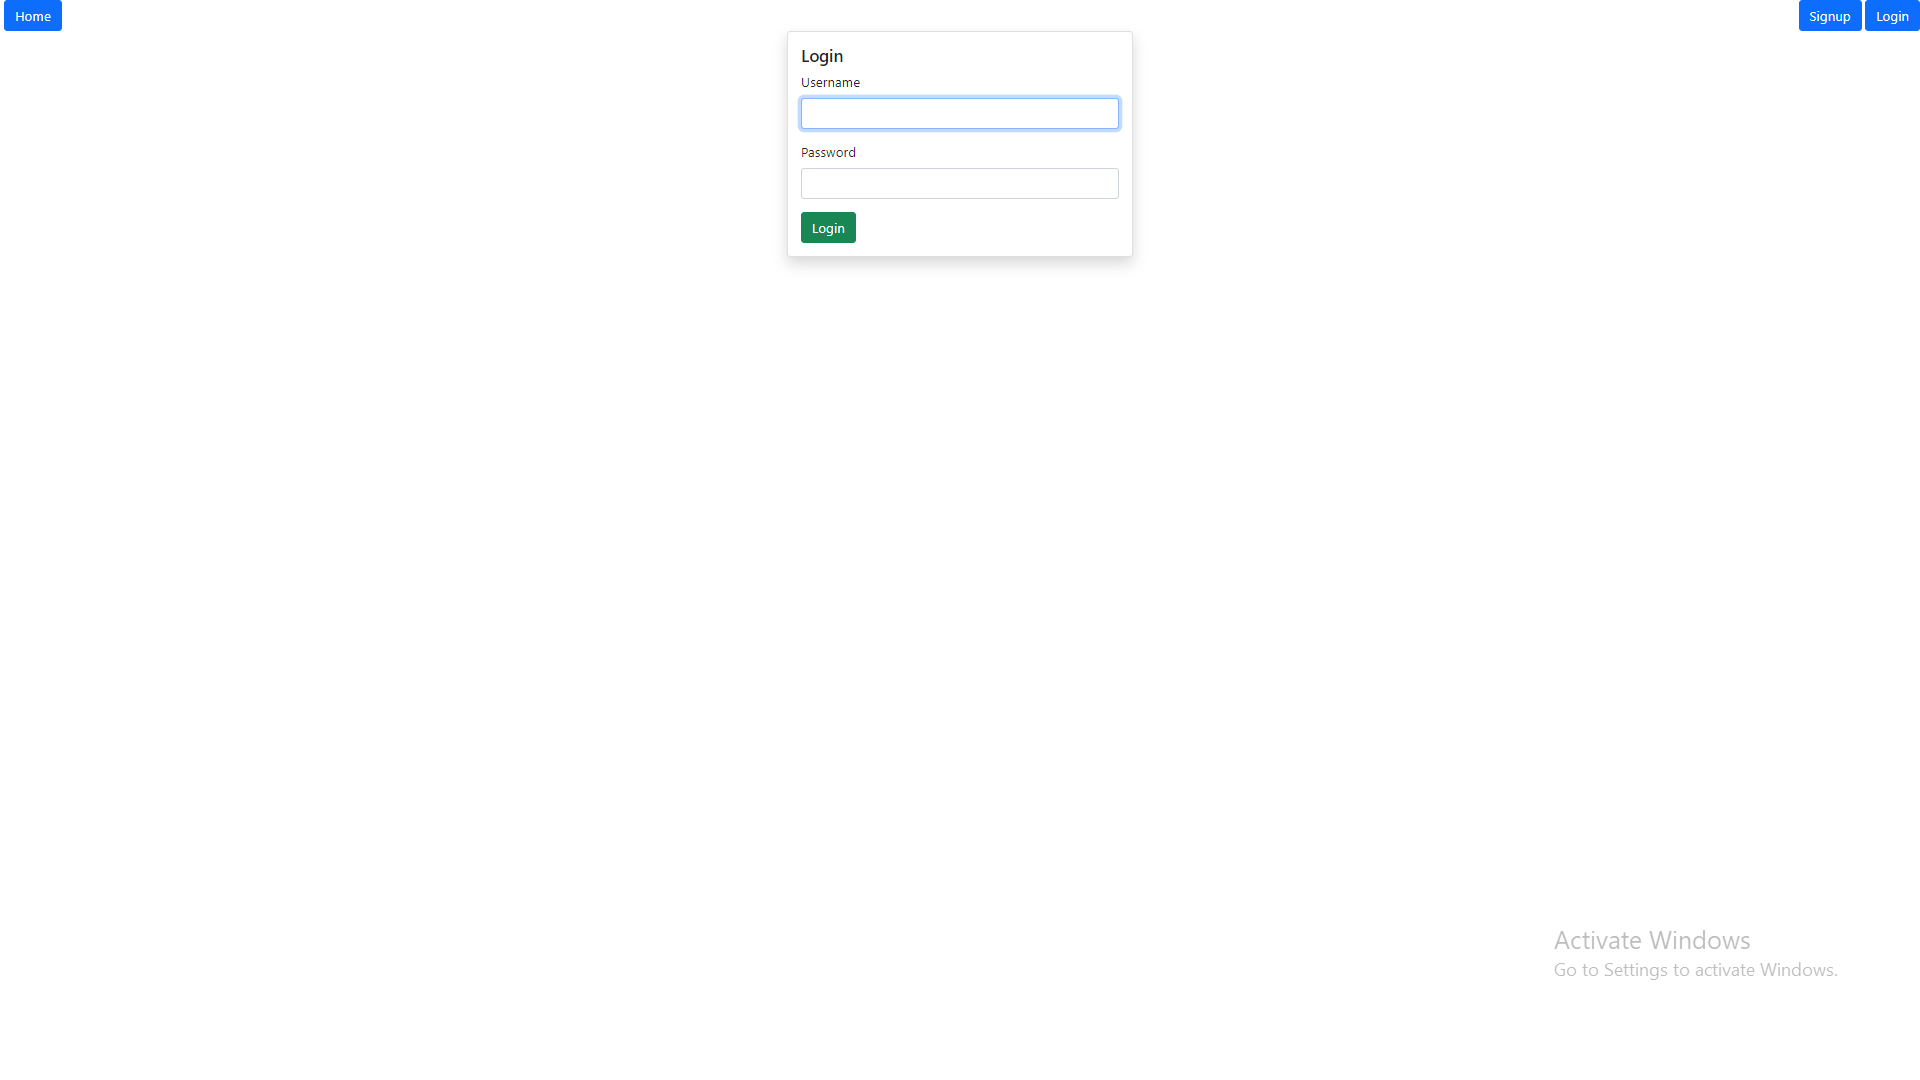 Home
Signup Login
Login
Username
Password
Login
Activate Windows
Go to Settings to activate Windows.